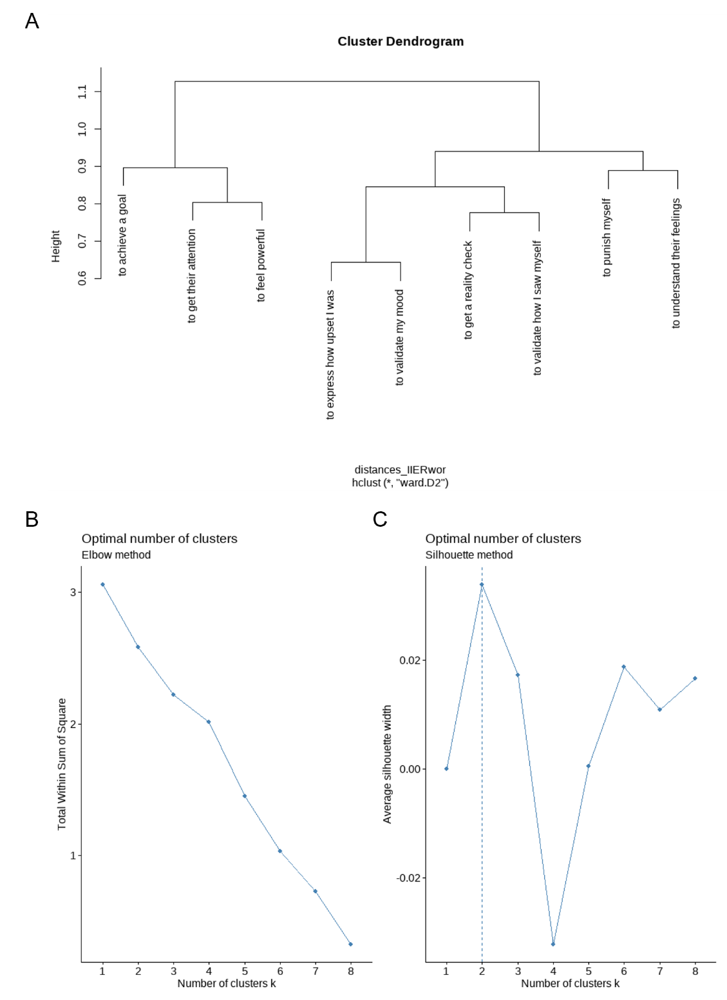 A
Cluster Dendrogram
Height
0.6
0.7
0.8
0.9
1.0
1.1
to achieve a goal
to get their attention
to feel powerful
to express how upset I was
to validate my mood
to get a reality check
to validate how I saw myself
to punish myself
to understand their feelings
distances_IIERwor
hclust (*, "ward.D2")
B
Optimal number of clusters
Elbow method
Total Within Sum of Square
3
2
1
1 2 3 4 5 6 7 8
Number of clusters k
C
Optimal number of clusters
Silhouette method
Average silhouette width
0.02
0.00
-0.02
1 2 3 4 5 6 7 8
Number of clusters k